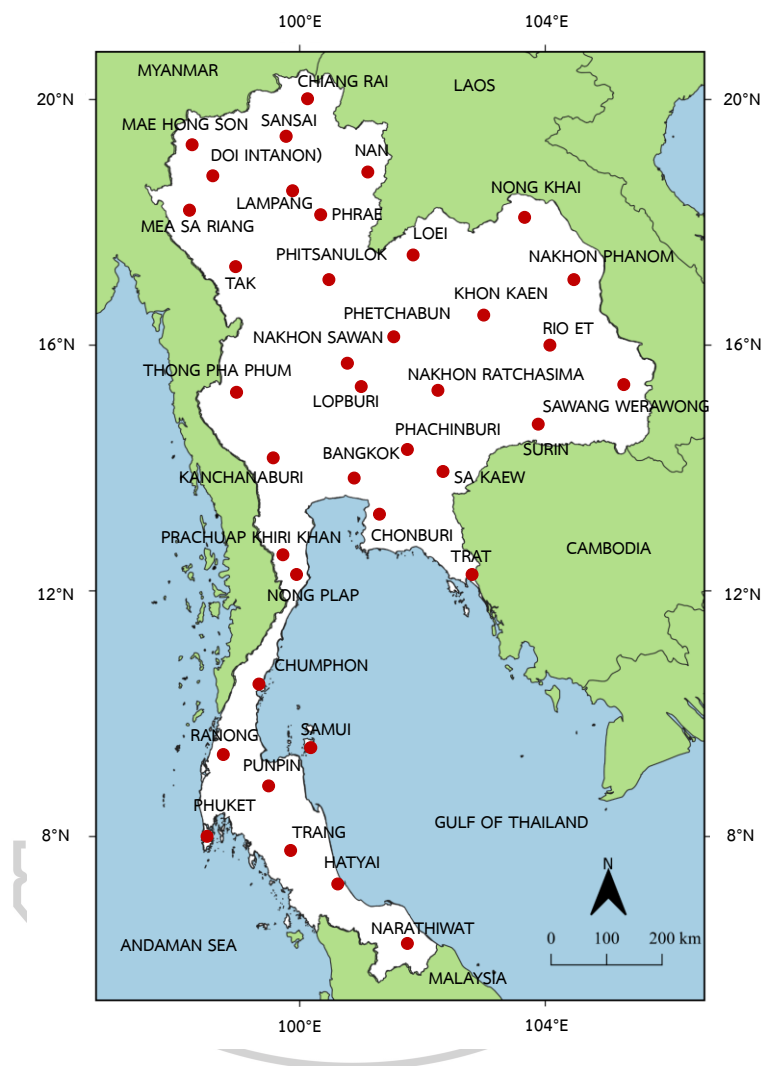 100°E 104°E
MYANMAR
LAOS
CHIANG RAI
20°N 20°N
MAE HONG SON
SANSAI
DOI INTANON)
NAN
NONG KHAI
LAMPANG
PHRAE
MEA SA RIANG
LOEI
PHITSANULOK
NAKHON PHANOM
TAK
KHON KAEN
PHETCHABUN
RIO ET
NAKHON SAWAN
16°N 16°N
THONG PHA PHUM
NAKHON RATCHASIMA
LOPBURI
SAWANG WERAWONG
PHACHINBURI
SURIN
BANGKOK
KANCHANABURI
SA KAEW
PRACHUAP KHIRI KHAN
CHONBURI
CAMBODIA
TRAT
12°N 12°N
NONG PLAP
CHUMPHON
SAMUI
RANONG
PUNPIN
PHUKET
GULF OF THAILAND
TRANG
8°N 8°N
HATYAI
N
NARATHIWAT
0 100 200 km
ANDAMAN SEA
MALAYSIA
100°E 104°E